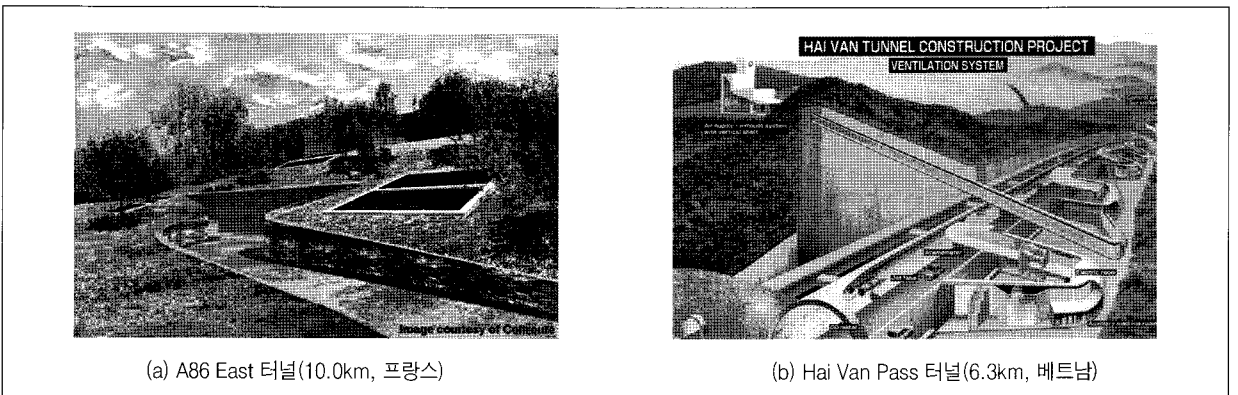 Image courtesy of Cofiroute
HAI VAN TUNNEL CONSTRUCTION PROJECT
VENTILATION SYSTEM
Air supply / exhaust system
with vertical shaft
(a) A86 East 터널(10.0km, 프랑스)
(b) Hai Van Pass 터널(6.3km, 베트남)